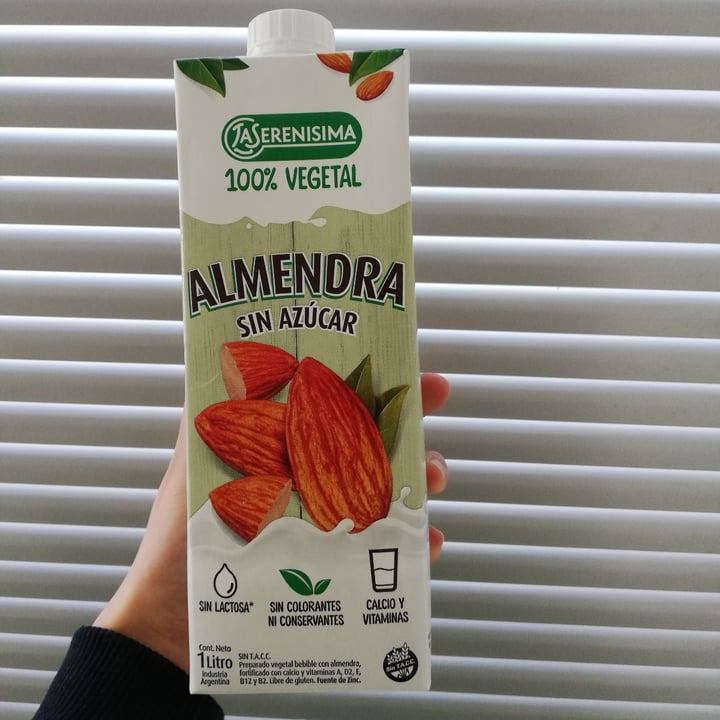 LASERENISIMA
100% VEGETAL
ALMENDRA
SIN AZÚCAR
SIN LACTOSA*
SIN COLORANTES
NI CONSERVANTES
CALCIO Y
VITAMINAS
Cont. Neto
1 Litro
Industria
Argentina
SIN T.A.C.C.
Preparado vegetal bebible con almendra,
fortificado con calcio y vitaminas A, D2, E,
B12 y B2. Libre de gluten. Fuente de Zinc.
Sin T.A.C.C.